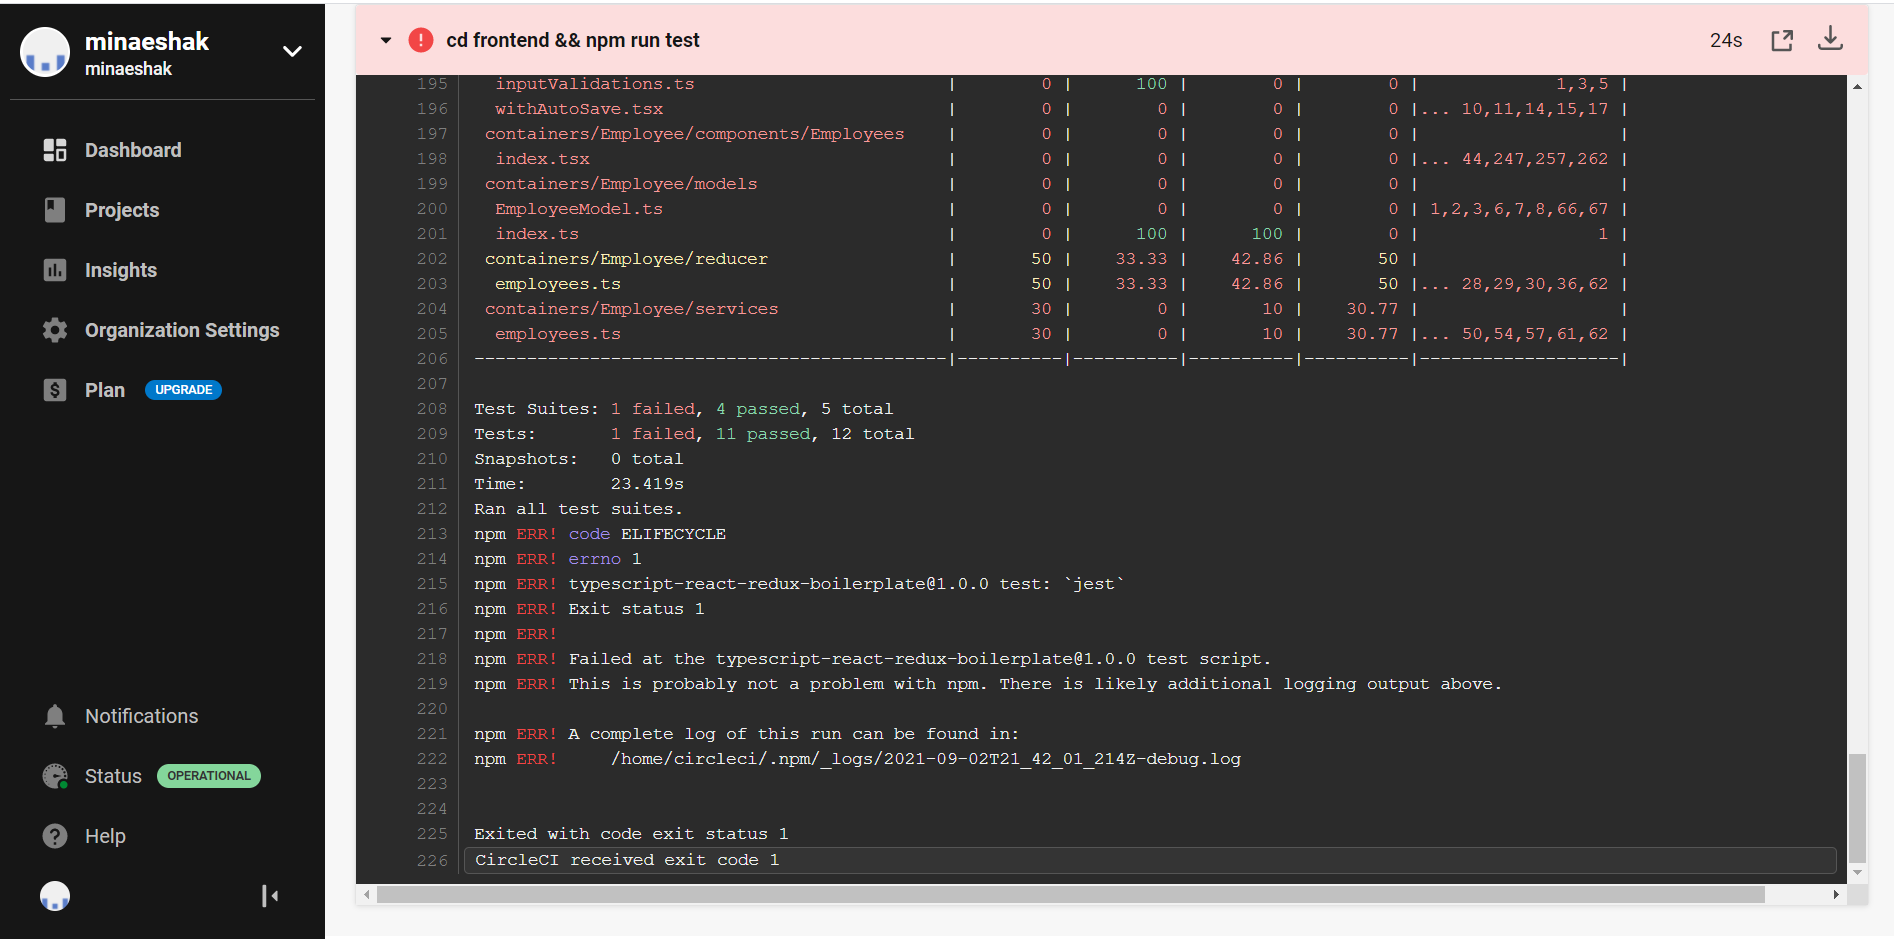 minaeshak
minaeshak
Dashboard
Projects
Insights
Organization Settings
Plan UPGRADE
Notifications
Status OPERATIONAL
Help
cd frontend && npm run test 24s
195 inputValidations.ts | 0 | 100 | 0 | 0 | 1,3,5 |
196 withAutoSave.tsx | 0 | 0 | 0 | 0 |... 10,11,14,15,17 |
197 containers/Employee/components/Employees | 0 | 0 | 0 | 0 | |
198 index.tsx | 0 | 0 | 0 | 0 |... 44,247,257,262 |
199 containers/Employee/models | 0 | 0 | 0 | 0 | |
200 EmployeeModel.ts | 0 | 0 | 0 | 0 | 1,2,3,6,7,8,66,67 |
201 index.ts | 0 | 100 | 100 | 0 | 1 |
202 containers/Employee/reducer | 50 | 33.33 | 42.86 | 50 | |
203 employees.ts | 50 | 33.33 | 42.86 | 50 |... 28,29,30,36,62 |
204 containers/Employee/services | 30 | 0 | 10 | 30.77 | |
205 employees.ts | 30 | 0 | 10 | 30.77 |... 50,54,57,61,62 |
206 ---------------------------------------------|----------|----------|----------|----------|-------------------|
207
208 Test Suites: 1 failed, 4 passed, 5 total
209 Tests: 1 failed, 11 passed, 12 total
210 Snapshots: 0 total
211 Time: 23.419s
212 Ran all test suites.
213 npm ERR! code ELIFECYCLE
214 npm ERR! errno 1
215 npm ERR! typescript-react-redux-boilerplate@1.0.0 test: `jest`
216 npm ERR! Exit status 1
217 npm ERR!
218 npm ERR! Failed at the typescript-react-redux-boilerplate@1.0.0 test script.
219 npm ERR! This is probably not a problem with npm. There is likely additional logging output above.
220
221 npm ERR! A complete log of this run can be found in:
222 npm ERR! /home/circleci/.npm/_logs/2021-09-02T21_42_01_214Z-debug.log
223
224
225 Exited with code exit status 1
226 CircleCI received exit code 1